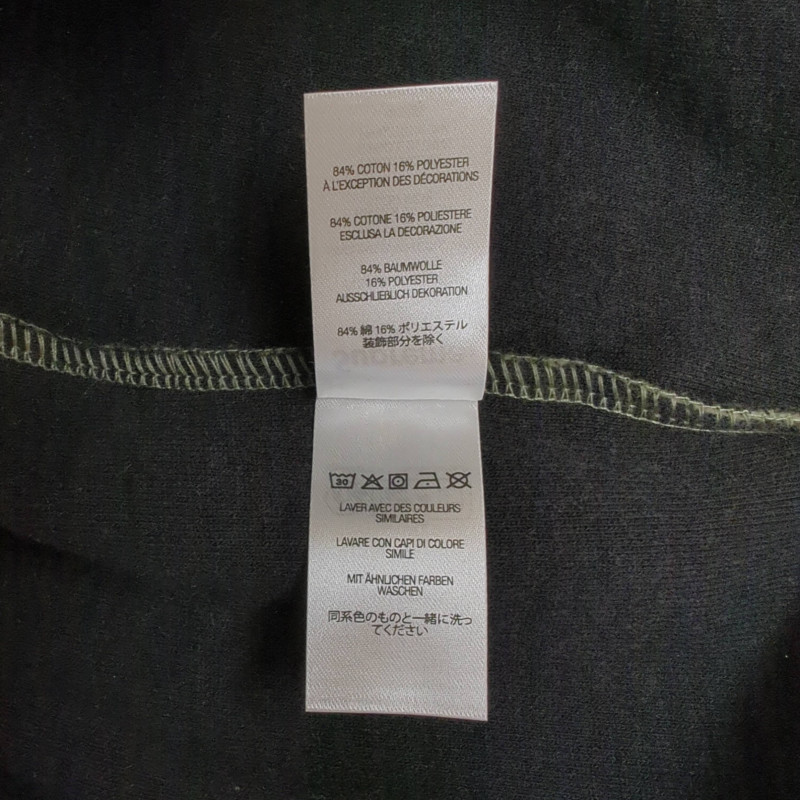 84% COTON 16% POLYESTER
À L'EXCEPTION DES DÉCORATIONS
84% COTONE 16% POLIESTERE
ESCLUSA LA DECORAZIONE
84% BAUMWOLLE
16% POLYESTER
AUSSCHLIEBLICH DEKORATION
84% 綿 16% ポリエステル
装飾部分を除く
Supreme
30
LAVER AVEC DES COULEURS
SIMILAIRES
LAVARE CON CAPI DI COLORE
SIMILE
MIT ÄHNLICHEN FARBEN
WASCHEN
同系色のものと一緒に洗っ
てください